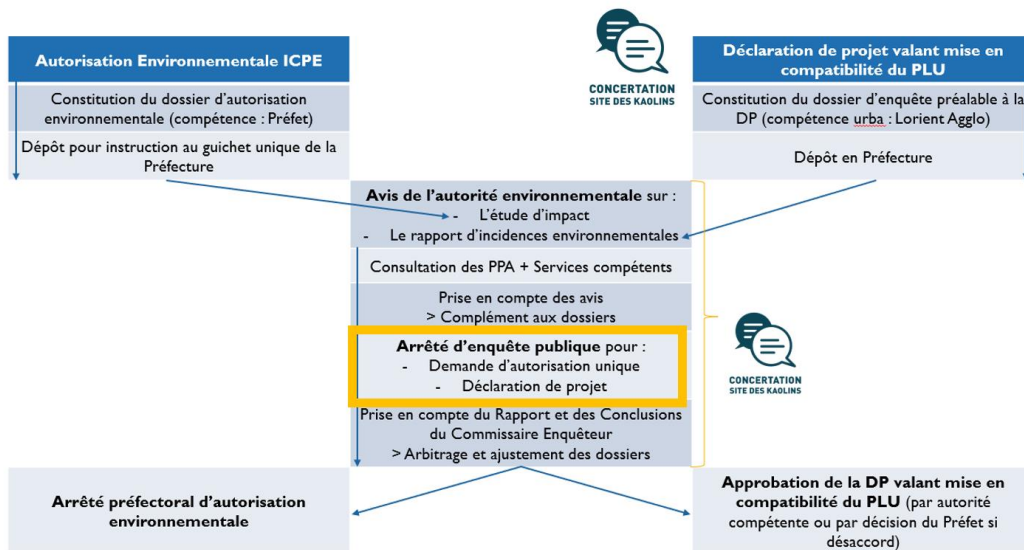 Autorisation Environnementale ICPE
Constitution du dossier d'autorisation
environnementale (compétence : Préfet)
Dépôt pour instruction au guichet unique de la
Préfecture
CONCERTATION
SITE DES KAOLINS
Déclaration de projet valant mise en
compatibilité du PLU
Constitution du dossier d'enquête préalable à la
DP (compétence urba : Lorient Agglo)
Dépôt en Préfecture
Avis de l'autorité environnementale sur :
- L'étude d'impact
- Le rapport d'incidences environnementales
Consultation des PPA + Services compétents
Prise en compte des avis
> Complément aux dossiers
Arrêté d'enquête publique pour :
- Demande d'autorisation unique
- Déclaration de projet
Prise en compte du Rapport et des Conclusions
du Commissaire Enquêteur
> Arbitrage et ajustement des dossiers
CONCERTATION
SITE DES KAOLINS
Arrêté préfectoral d'autorisation
environnementale
Approbation de la DP valant mise en
compatibilité du PLU (par autorité
compétente ou par décision du Préfet si
désaccord)